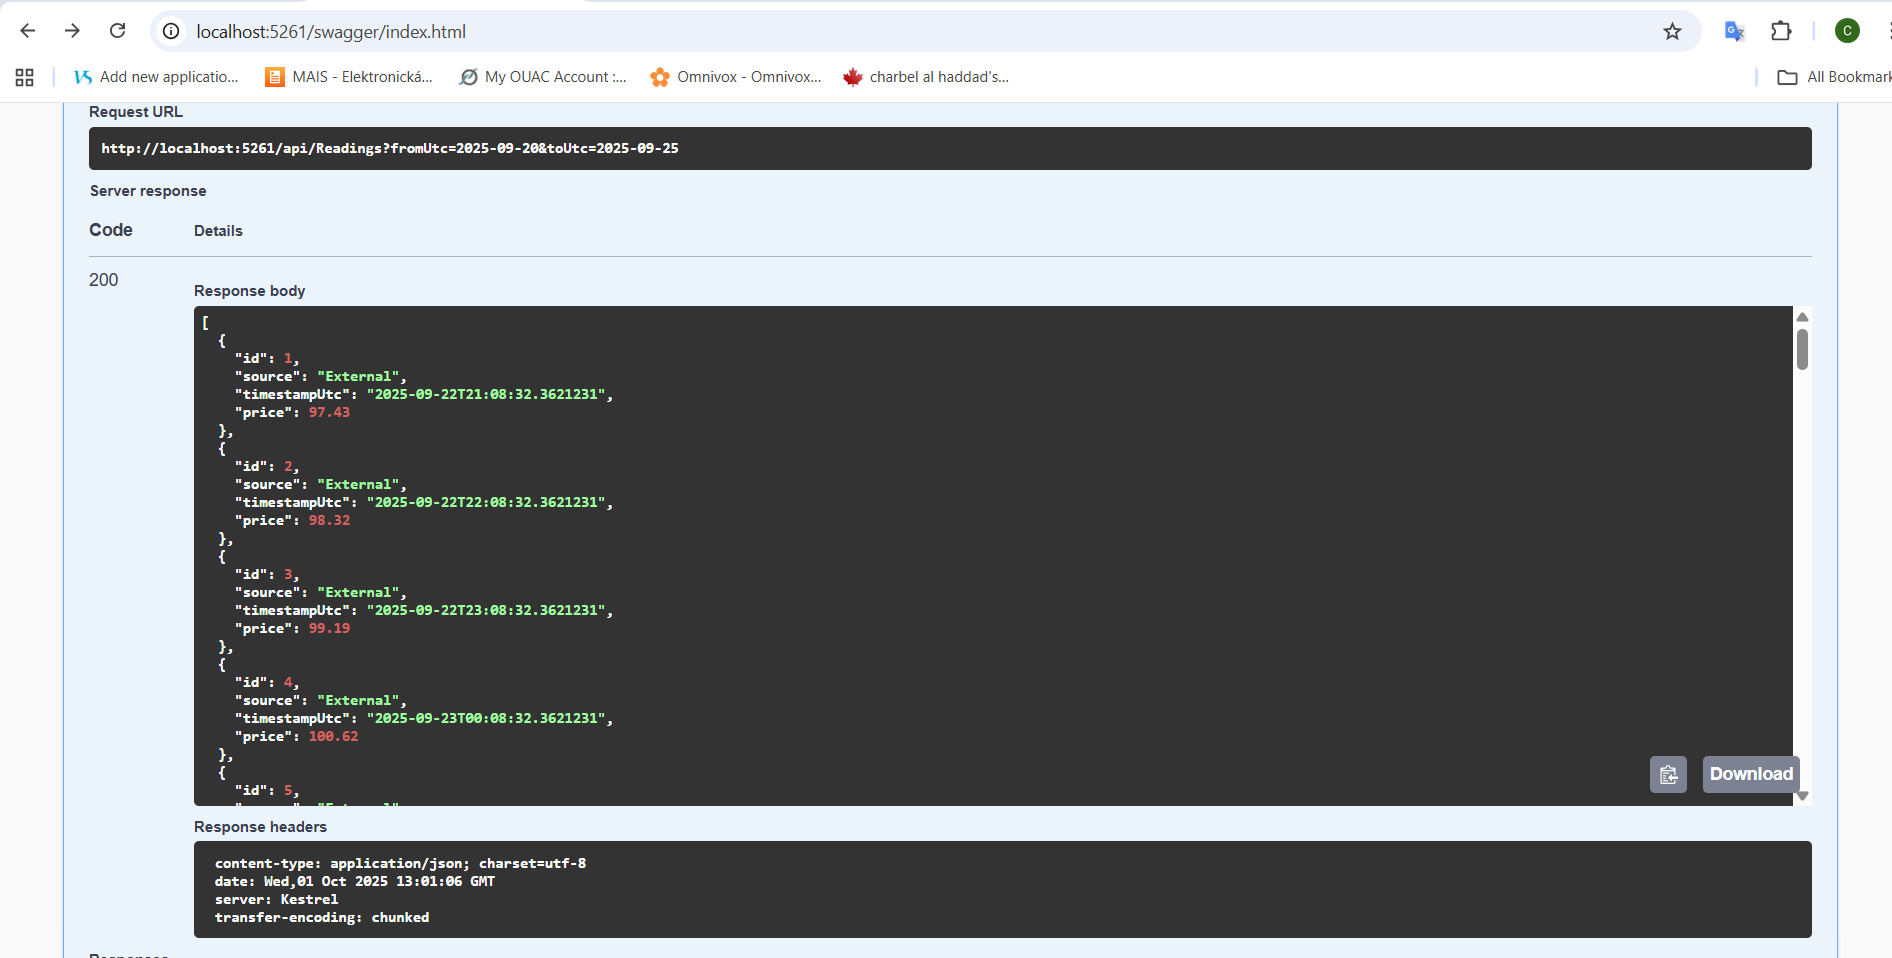 localhost:5261/swagger/index.html
C
Add new applicatio...
MAIS - Elektronická...
My OUAC Account :...
Omnivox - Omnivox...
charbel al haddad's...
All Bookmark
Request URL
http://localhost:5261/api/Readings?fromUtc=2025-09-20&toUtc=2025-09-25
Server response
Code Details
200
Response body
[
{
"id": 1,
"source": "External",
"timestampUtc": "2025-09-22T21:08:32.3621231",
"price": 97.43
},
{
"id": 2,
"source": "External",
"timestampUtc": "2025-09-22T22:08:32.3621231",
"price": 98.32
},
{
"id": 3,
"source": "External",
"timestampUtc": "2025-09-22T23:08:32.3621231",
"price": 99.19
},
{
"id": 4,
"source": "External",
"timestampUtc": "2025-09-23T00:08:32.3621231",
"price": 100.62
},
{
"id": 5,
Download
Response headers
content-type: application/json; charset=utf-8
date: Wed,01 Oct 2025 13:01:06 GMT
server: Kestrel
transfer-encoding: chunked